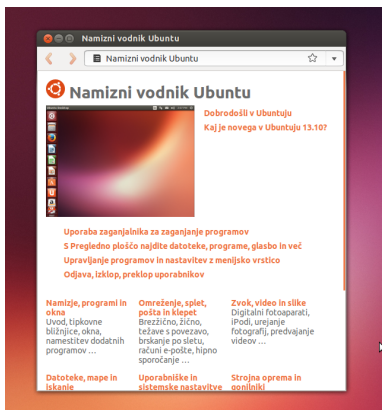 Namizni vodnik Ubuntu
Namizni vodnik Ubuntu
Namizni vodnik Ubuntu
Dobrodošli v Ubuntuju
Kaj je novega v Ubuntuju 13.10?
Uporaba zaganjalnika za zaganjanje programov
S Pregledno ploščo najdite datoteke, programe, glasbo in več
Upravljanje programov in nastavitev z menijsko vrstico
Odjava, izklop, preklop uporabnikov
Namizje, programi in
okna
Uvod, tipkovne
bližnjice, okna,
namestitev dodatnih
programov …
Omrežje, splet,
pošta in klepet
Brezžično, žično,
težave s povezavo,
brskanje po sletu,
računi e-pošte, hipno
sporočanje …
Zvok, video in slike
Digitalni fotoaparati,
iPodi, urejanje
fotografij, predvajanje
videov …
Datoteke, mape in
iskanje
Uporabniške in
sistemske nastavitve
Strojna oprema in
gonilniki